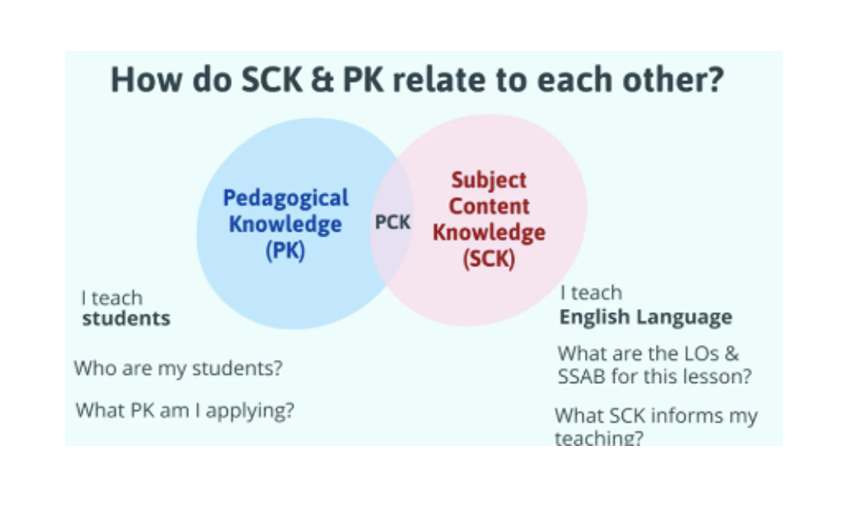 How do SCK & PK relate to each other?
Pedagogical
Knowledge
(PK)
PCK
Subject
Content
Knowledge
(SCK)
I teach
students
Who are my students?
What PK am I applying?
I teach
English Language
What are the LOs &
SSAB for this lesson?
What SCK informs my
teaching?